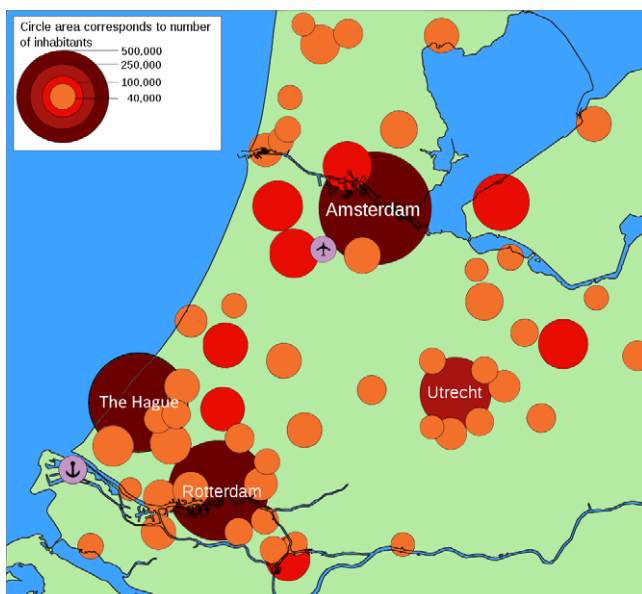 Circle area corresponds to number
of inhabitants
500,000
250,000
100,000
40,000
Amsterdam
The Hague
Utrecht
Rotterdam